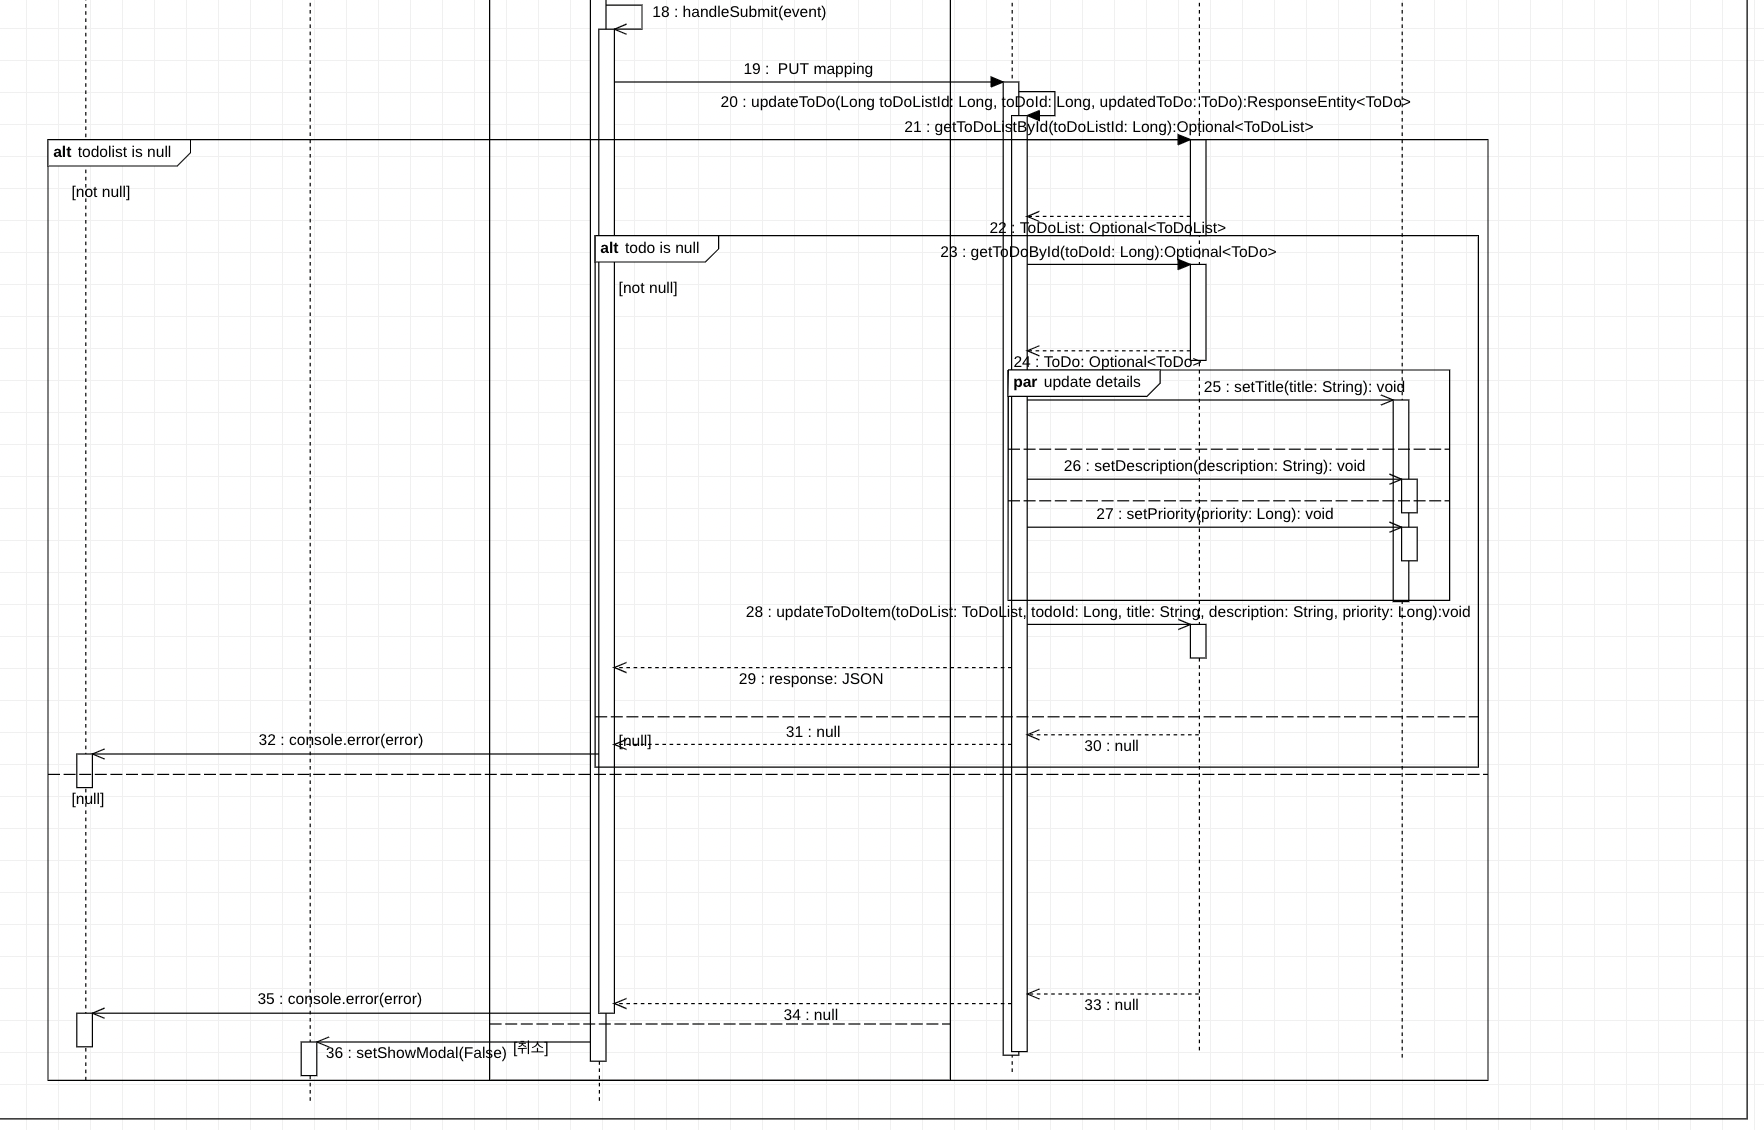 18 : handleSubmit(event)
19 :  PUT mapping
20 : updateToDo(Long toDoListId: Long, toDoId: Long, updatedToDo: ToDo):ResponseEntity<ToDo>
21 : getToDoListById(toDoListId: Long):Optional<ToDoList>
alt todolist is null
[not null]
22 : ToDoList: Optional<ToDoList>
alt todo is null
23 : getToDoById(toDoId: Long):Optional<ToDo>
[not null]
24 : ToDo: Optional<ToDo>
par update details
25 : setTitle(title: String): void
26 : setDescription(description: String): void
27 : setPriority(priority: Long): void
28 : updateToDoItem(toDoList: ToDoList, todoId: Long, title: String, description: String, priority: Long):void
29 : response: JSON
31 : null
32 : console.error(error)
[null]
30 : null
[null]
35 : console.error(error)
33 : null
34 : null
36 : setShowModal(False)
[취소]